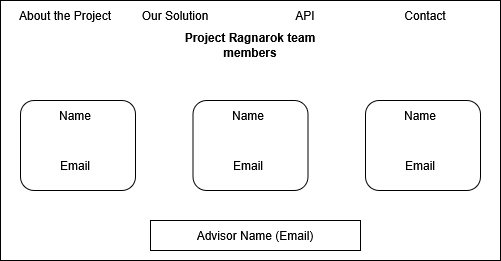 About the Project Our Solution API Contact
Project Ragnarok team
members
Name Name Name
Email Email Email
Advisor Name (Email)